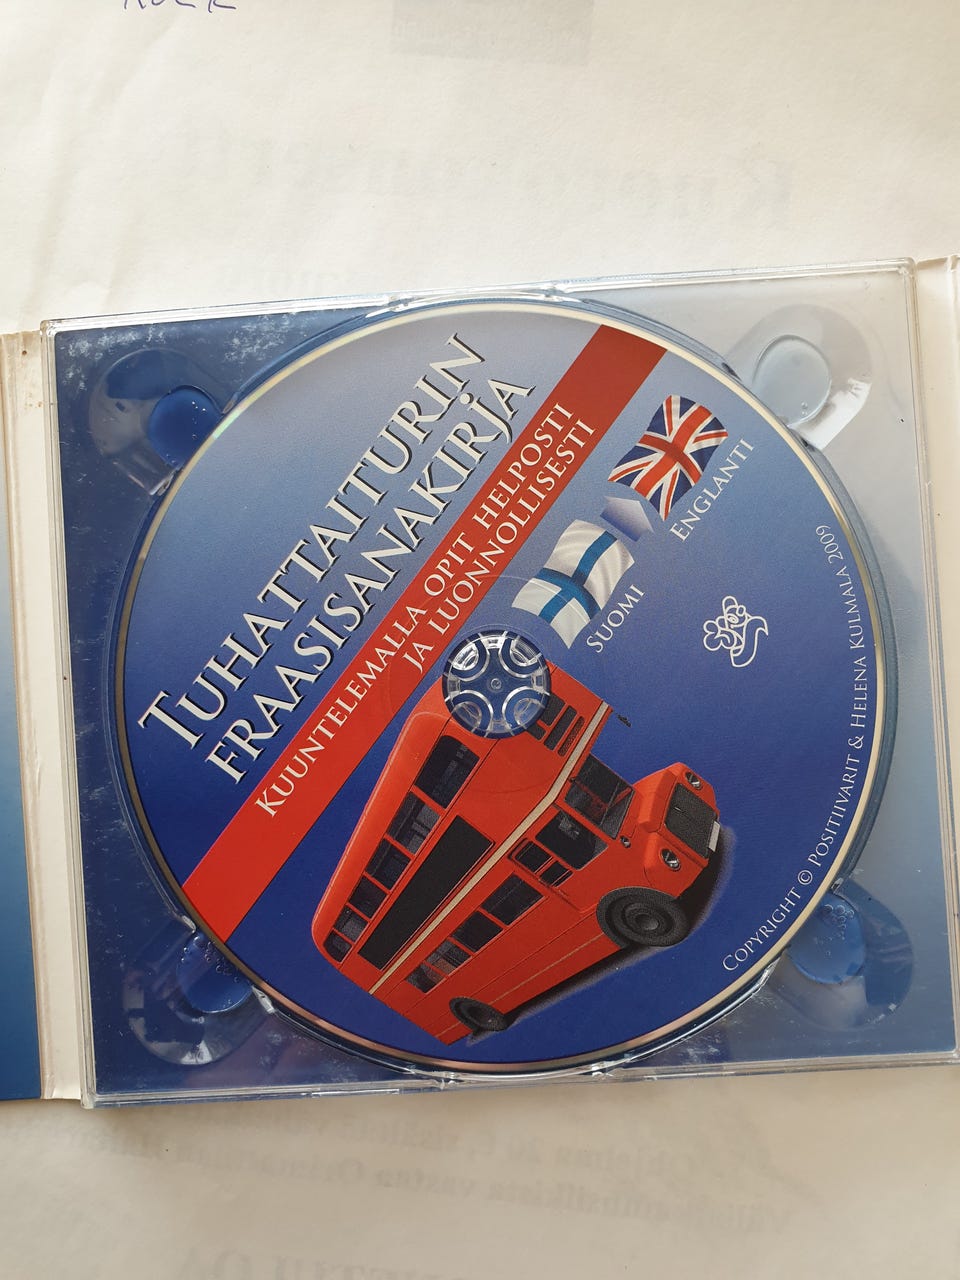 TUHATTAITURIN
FRAASISANAKIRJA
KUUNTELEMALLA OPIT HELPOSTI
JA LUONNOLLISESTI
ENGLANTI
SUOMI
COPYRIGHT © POSITIIVARIT & HELENA KULMALA 2009